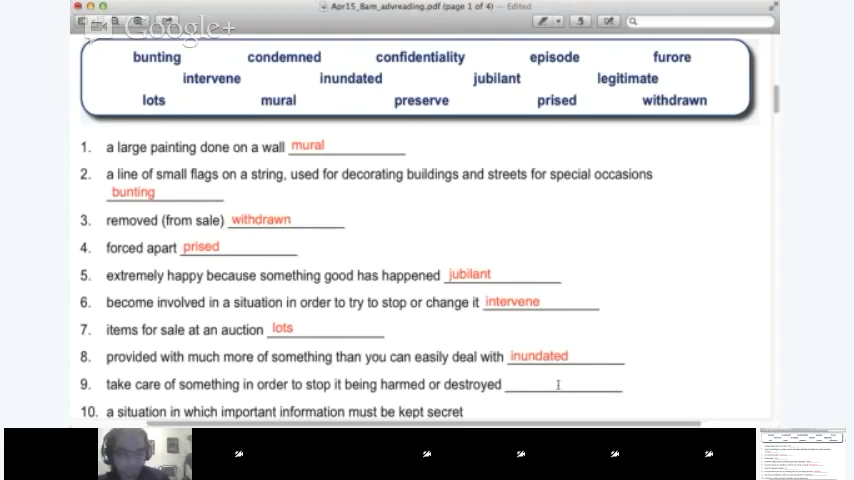 Apr15_8am_advreading.pdf (page 1 of 4) — Edited
Google+
bunting condemned confidentiality episode furore
intervene inundated jubilant legitimate
lots mural preserve prised withdrawn
1. a large painting done on a wall mural
2. a line of small flags on a string, used for decorating buildings and streets for special occasions
bunting
3. removed (from sale) withdrawn
4. forced apart prised
5. extremely happy because something good has happened jubilant
6. become involved in a situation in order to try to stop or change it intervene
7. items for sale at an auction lots
8. provided with much more of something than you can easily deal with inundated
9. take care of something in order to stop it being harmed or destroyed
10. a situation in which important information must be kept secret